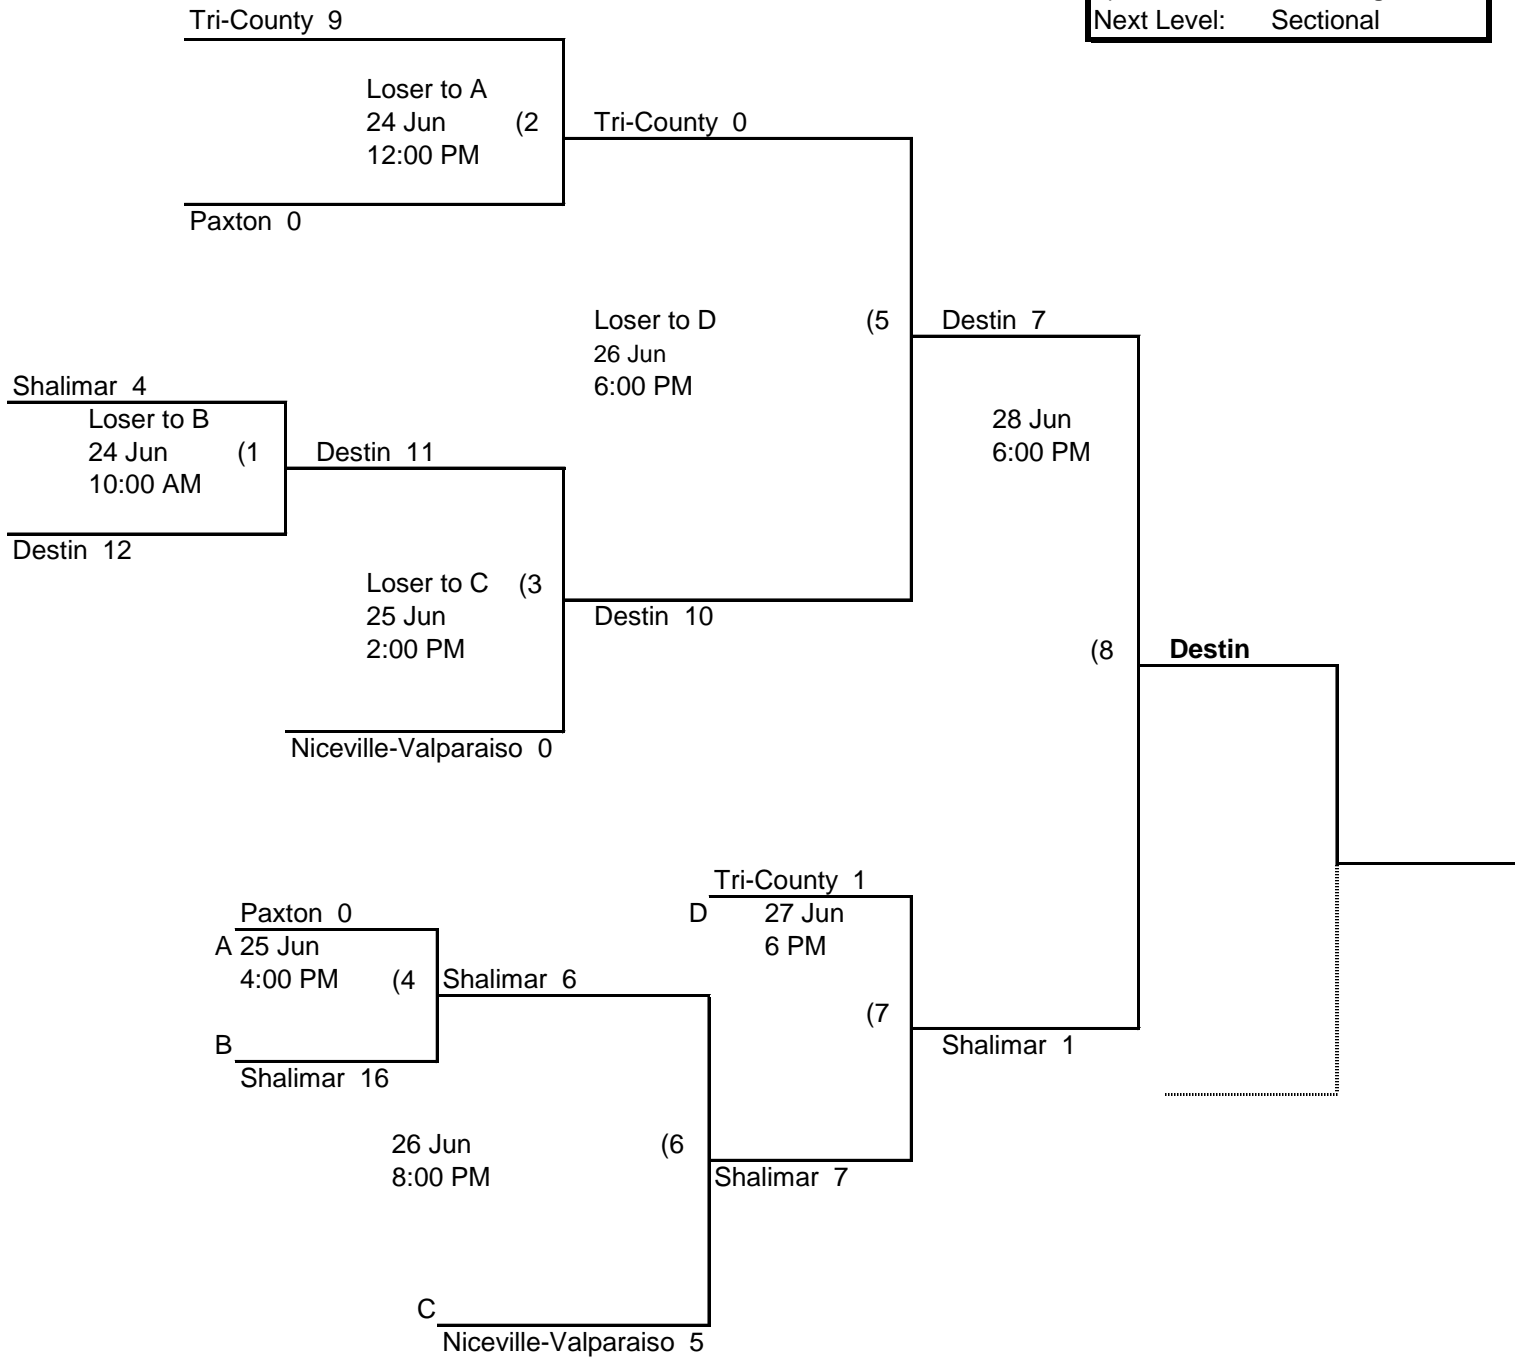 Tri-County 9
Next Level: Sectional
Loser to A
24 Jun (2
12:00 PM
Tri-County 0
Paxton 0
Loser to D (5
26 Jun
6:00 PM
Destin 7
Shalimar 4
Loser to B
24 Jun (1
10:00 AM
Destin 11
28 Jun
6:00 PM
Destin 12
Loser to C (3
25 Jun
2:00 PM
Destin 10
(8 Destin
Niceville-Valparaiso 0
Tri-County 1
D 27 Jun
6 PM
Paxton 0
A 25 Jun
4:00 PM (4
Shalimar 6
(7
B
Shalimar 16
Shalimar 1
26 Jun (6
8:00 PM
Shalimar 7
C
Niceville-Valparaiso 5